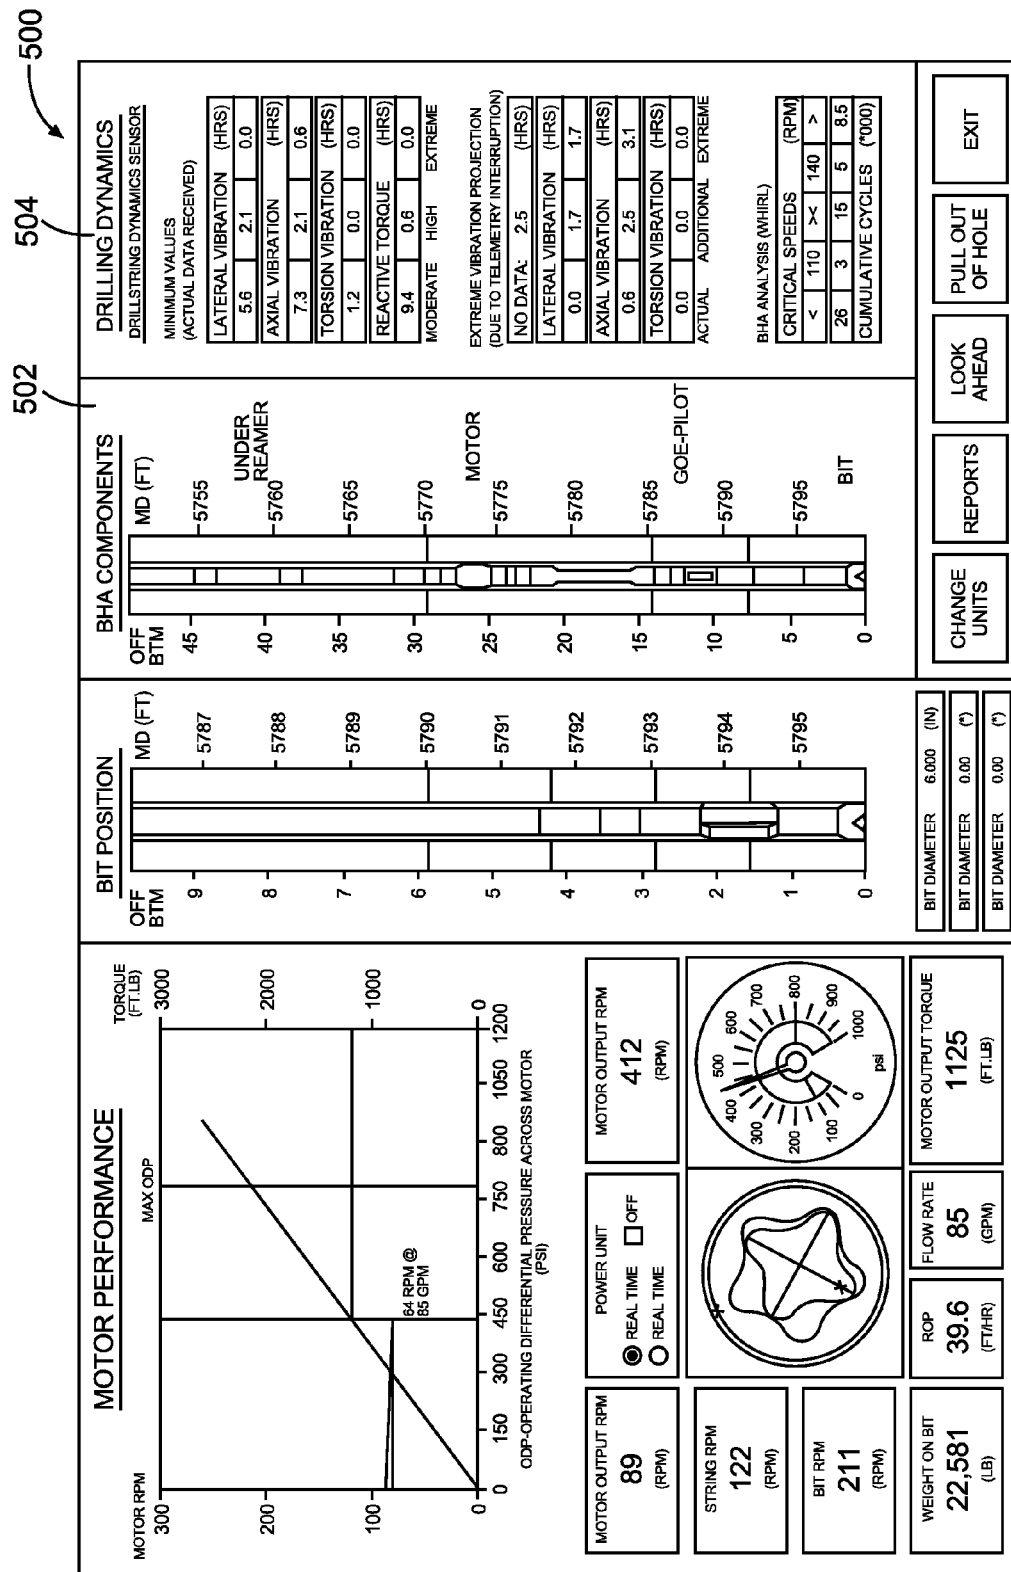 500
502
504
MOTOR PERFORMANCE
MOTOR RPM
TORQUE
(FT.LB)
MAX ODP
300
200
100
0
3000
2000
1000
0
64 RPM @
85 GPM
0 150 300 450 600 750 800 900 1050 1200
ODP-OPERATING DIFFERENTIAL PRESSURE ACROSS MOTOR
(PSI)
MOTOR OUTPUT RPM
89
(RPM)
POWER UNIT
REAL TIME OFF
REAL TIME
MOTOR OUTPUT RPM
412
(RPM)
STRING RPM
122
(RPM)
BIT RPM
211
(RPM)
0 100 200 300 400 500 600 700 800 900 1000
psi
WEIGHT ON BIT
22,581
(LB)
ROP
39.6
(FT/HR)
FLOW RATE
85
(GPM)
MOTOR OUTPUT TORQUE
1125
(FT.LB)
BIT POSITION
OFF
BTM
MD (FT)
9
8
7
6
5
4
3
2
1
0
5787
5788
5789
5790
5791
5792
5793
5794
5795
BIT DIAMETER 6.000 (IN)
BIT DIAMETER 0.00 (*)
BIT DIAMETER 0.00 (*)
BHA COMPONENTS
OFF
BTM
MD (FT)
45
40
35
30
25
20
15
10
5
0
5755
5760
5765
5770
5775
5780
5785
5790
5795
UNDER
REAMER
MOTOR
GOE-PILOT
BIT
DRILLING DYNAMICS
DRILLSTRING DYNAMICS SENSOR
MINIMUM VALUES
(ACTUAL DATA RECEIVED)
LATERAL VIBRATION (HRS)
5.6 2.1 0.0
AXIAL VIBRATION (HRS)
7.3 2.1 0.6
TORSION VIBRATION (HRS)
1.2 0.0 0.0
REACTIVE TORQUE (HRS)
9.4 0.6 0.0
MODERATE HIGH EXTREME
EXTREME VIBRATION PROJECTION
(DUE TO TELEMETRY INTERRUPTION)
NO DATA: 2.5 (HRS)
LATERAL VIBRATION (HRS)
0.0 1.7 1.7
AXIAL VIBRATION (HRS)
0.6 2.5 3.1
TORSION VIBRATION (HRS)
0.0 0.0 0.0
ACTUAL ADDITIONAL EXTREME
BHA ANALYSIS (WHIRL)
CRITICAL SPEEDS (RPM)
< 110 >< 140 >
26 3 15 5 8.5
CUMULATIVE CYCLES (*000)
CHANGE
UNITS
REPORTS
LOOK
AHEAD
PULL OUT
OF HOLE
EXIT